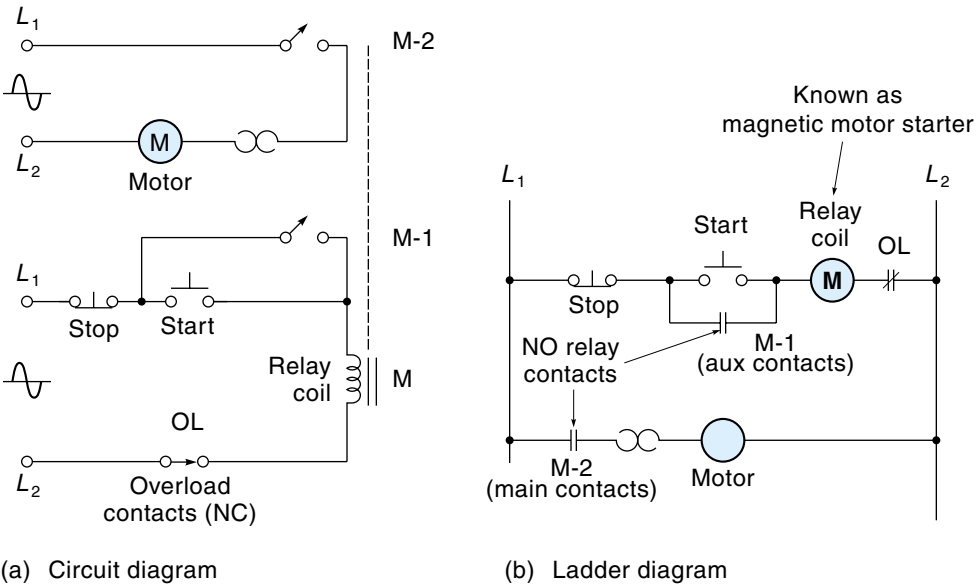 L1
M-2
L2
M
Motor
M-1
L1
Stop
Start
Relay
coil
M
OL
L2
Overload
contacts (NC)
(a) Circuit diagram
Known as
magnetic motor starter
L1
L2
Relay
coil
Start
OL
M
Stop
M-1
(aux contacts)
NO relay
contacts
M-2
(main contacts)
Motor
(b) Ladder diagram